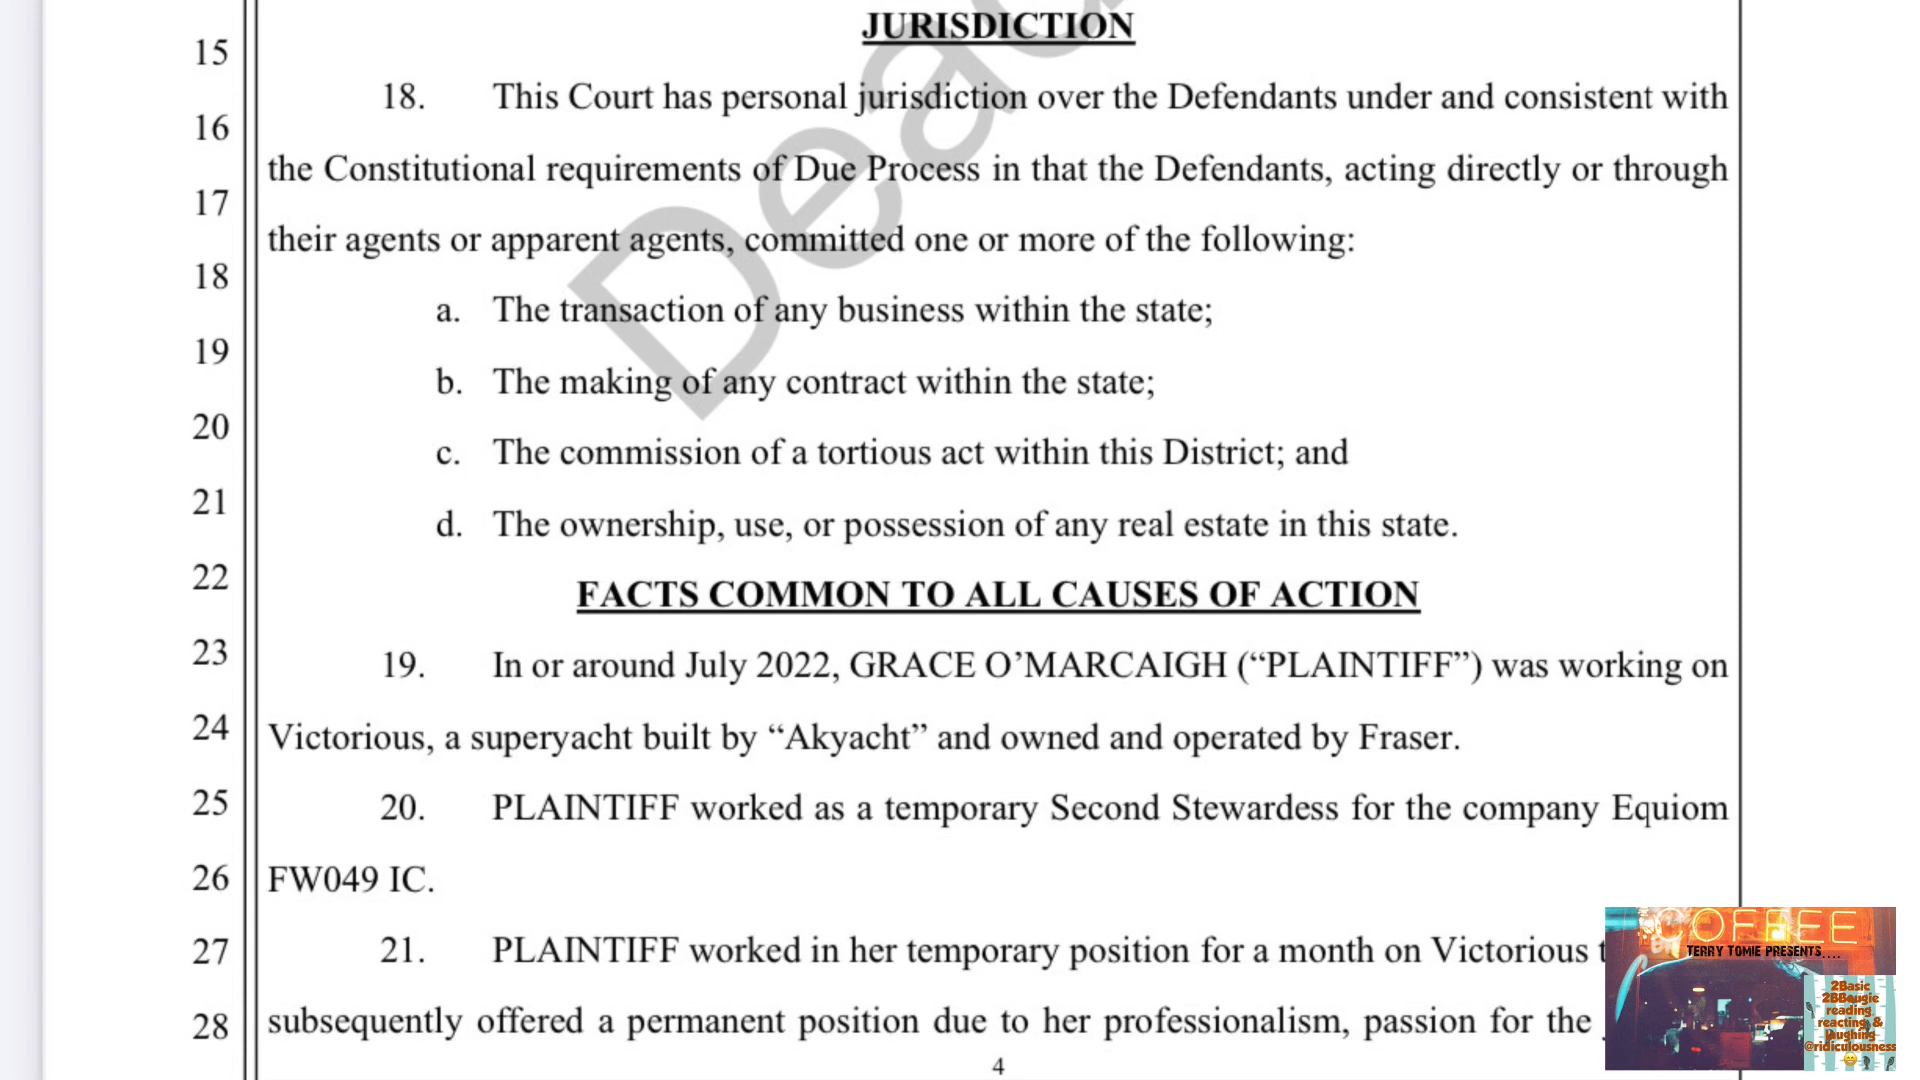 JURISDICTION
15
18. This Court has personal jurisdiction over the Defendants under and consistent with
16
the Constitutional requirements of Due Process in that the Defendants, acting directly or through
17
their agents or apparent agents, committed one or more of the following:
18
a. The transaction of any business within the state;
19
b. The making of any contract within the state;
20
c. The commission of a tortious act within this District; and
21
d. The ownership, use, or possession of any real estate in this state.
22
FACTS COMMON TO ALL CAUSES OF ACTION
23
19. In or around July 2022, GRACE O’MARCAIGH (“PLAINTIFF”) was working on
24
Victorious, a superyacht built by “Akyacht” and owned and operated by Fraser.
25
20. PLAINTIFF worked as a temporary Second Stewardess for the company Equiom
26
FW049 IC.
27
21. PLAINTIFF worked in her temporary position for a month on Victorious
28
subsequently offered a permanent position due to her professionalism, passion for the
4
COFFEE
TERRY TOMIE PRESENTS....
2Basic
2BBougie
reading
reacting &
laughing
@ridiculousness